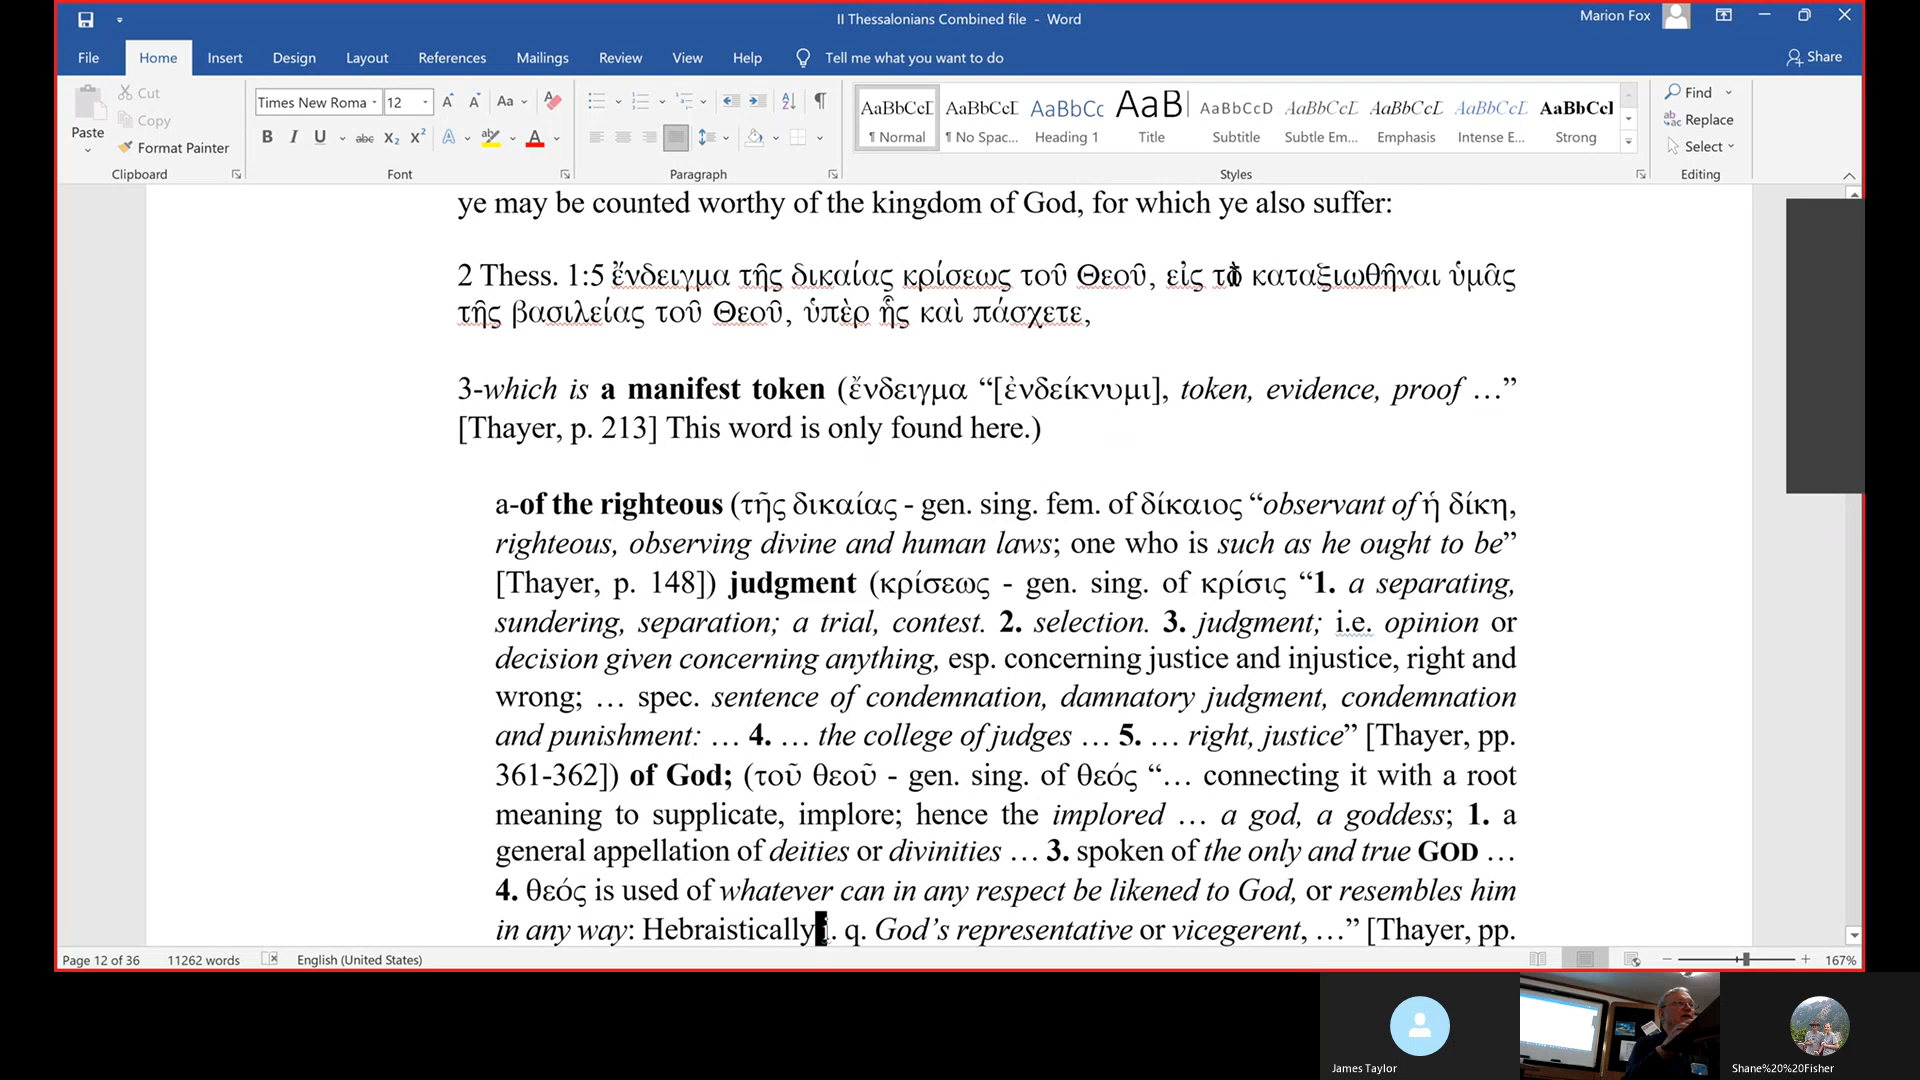 II Thessalonians Combined file - Word
Marion Fox
File Home Insert Design Layout References Mailings Review View Help Tell me what you want to do Share
Paste Cut Copy Format Painter
Clipboard
Times New Roma 12
Font
Paragraph
AaBbCcD AaBbCcD AaBbCc AaB AaBbCcD AaBbCcD AaBbCcD AaBbCcD AaBbCcl
¶ Normal ¶ No Spac... Heading 1 Title Subtitle Subtle Em... Emphasis Intense E... Strong
Styles
Find
Replace
Select
Editing
ye may be counted worthy of the kingdom of God, for which ye also suffer:
2 Thess. 1:5 ἔνδειγμα τῆς δικαίας κρίσεως τοῦ Θεοῦ, εἰς τὸ καταξιωθῆναι ὑμᾶς
τῆς βασιλείας τοῦ Θεοῦ, ὑπὲρ ἧς καὶ πάσχετε,
3-which is a manifest token (ἔνδειγμα “[ἐνδείκνυμι], token, evidence, proof …”
[Thayer, p. 213] This word is only found here.)
a-of the righteous (τῆς δικαίας - gen. sing. fem. of δίκαιος “observant of ἡ δίκη,
righteous, observing divine and human laws; one who is such as he ought to be”
[Thayer, p. 148]) judgment (κρίσεως - gen. sing. of κρίσις “1. a separating,
sundering, separation; a trial, contest. 2. selection. 3. judgment; i.e. opinion or
decision given concerning anything, esp. concerning justice and injustice, right and
wrong; … spec. sentence of condemnation, damnatory judgment, condemnation
and punishment: … 4. … the college of judges … 5. … right, justice” [Thayer, pp.
361-362]) of God; (τοῦ θεοῦ - gen. sing. of θεός “… connecting it with a root
meaning to supplicate, implore; hence the implored … a god, a goddess; 1. a
general appellation of deities or divinities … 3. spoken of the only and true GOD …
4. θεός is used of whatever can in any respect be likened to God, or resembles him
in any way: Hebraistically i. q. God’s representative or vicegerent, …” [Thayer, pp.
Page 12 of 36 11262 words English (United States) 167%
James Taylor
Shane%20%20Fisher